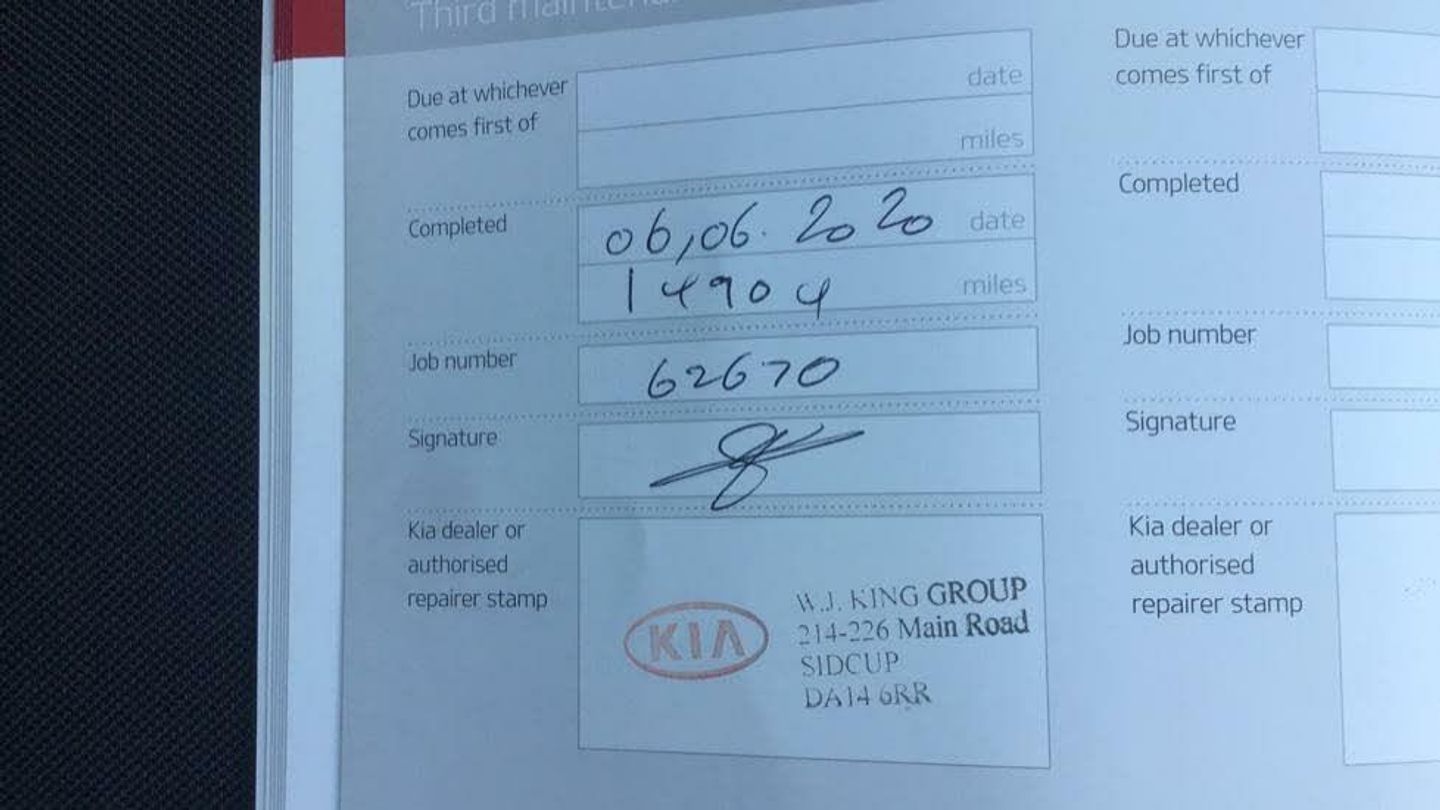 Third
Due at whichever
comes first of
date
miles
Completed
06,06.2020 date
14904 miles
Job number
62670
Signature
Kia dealer or
authorised
repairer stamp
KIA
W.J. KING GROUP
214-226 Main Road
SIDCUP
DA14 6RR
Due at whichever
comes first of
Completed
Job number
Signature
Kia dealer or
authorised
repairer stamp